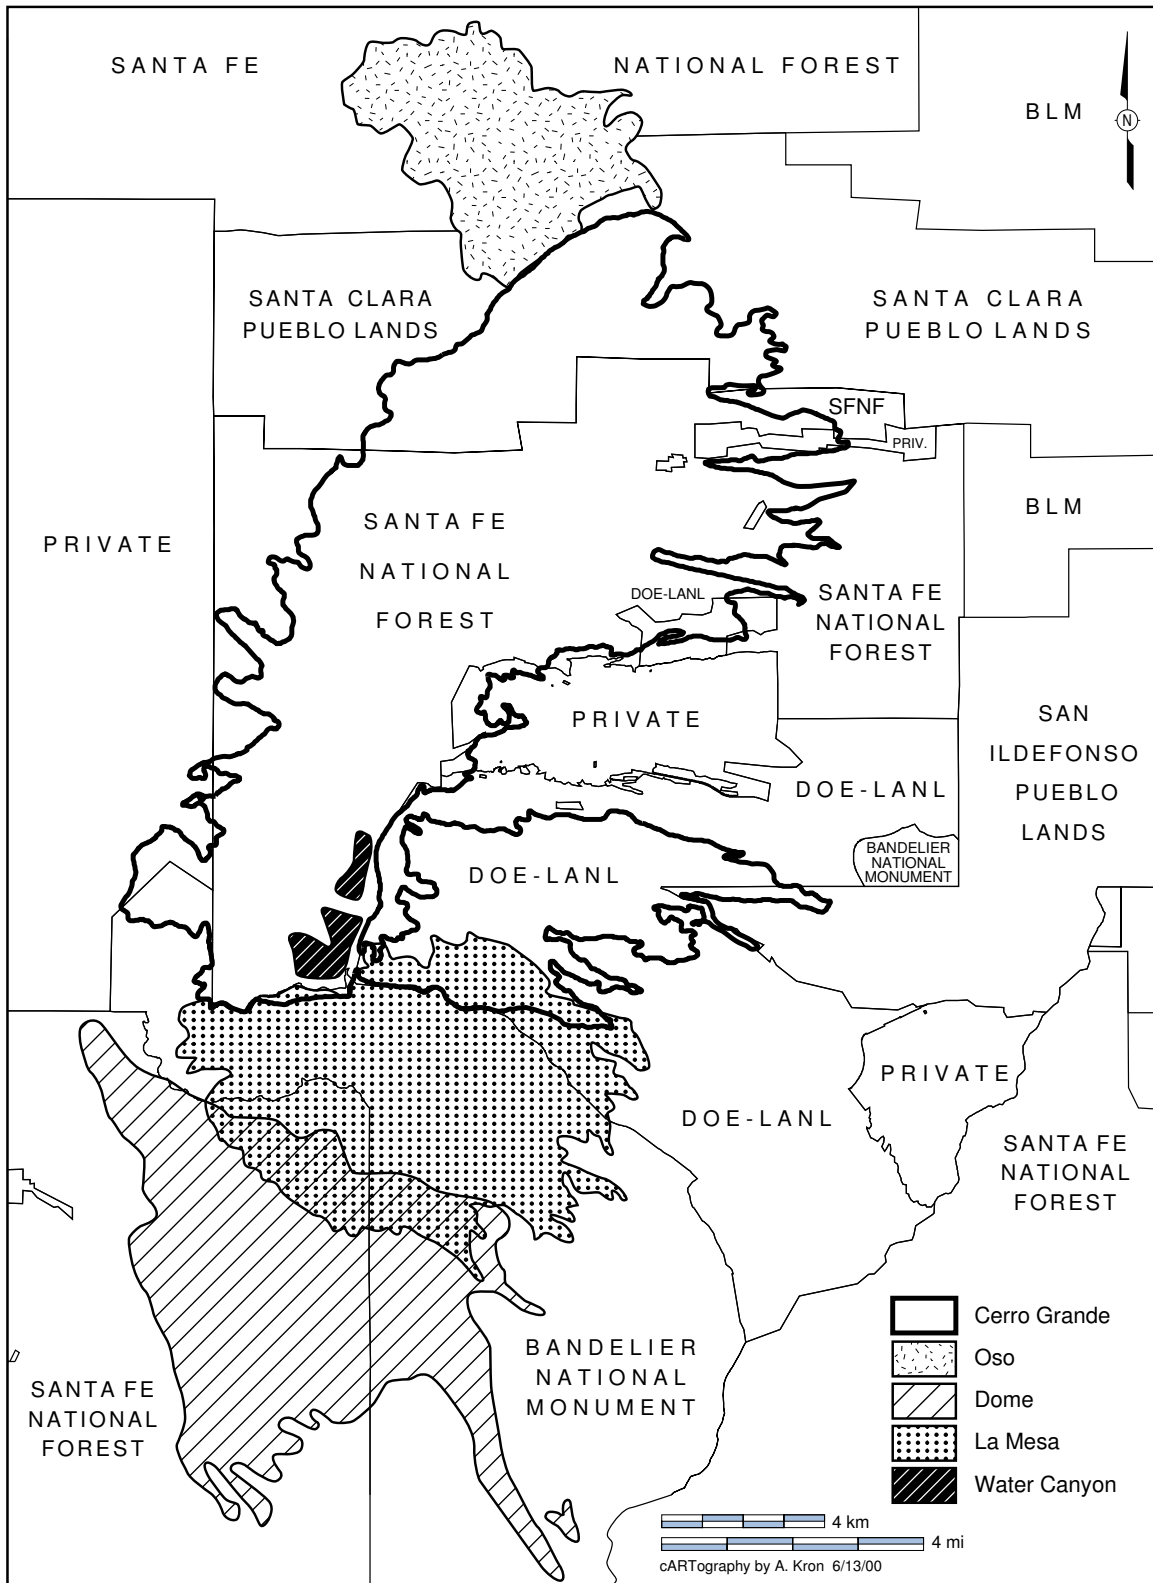 SANTA FE
NATIONAL FOREST
BLM
N
SANTA CLARA
PUEBLO LANDS
SANTA CLARA
PUEBLO LANDS
SFNF
PRIV.
BLM
PRIVATE
SANTA FE
NATIONAL
FOREST
DOE-LANL
SANTA FE
NATIONAL
FOREST
PRIVATE
SAN
ILDEFONSO
PUEBLO
LANDS
DOE-LANL
BANDELIER
NATIONAL
MONUMENT
DOE-LANL
PRIVATE
DOE-LANL
SANTA FE
NATIONAL
FOREST
BANDELIER
NATIONAL
MONUMENT
SANTA FE
NATIONAL
FOREST
Cerro Grande
Oso
Dome
La Mesa
Water Canyon
4 km
4 mi
cARTography by A. Kron 6/13/00